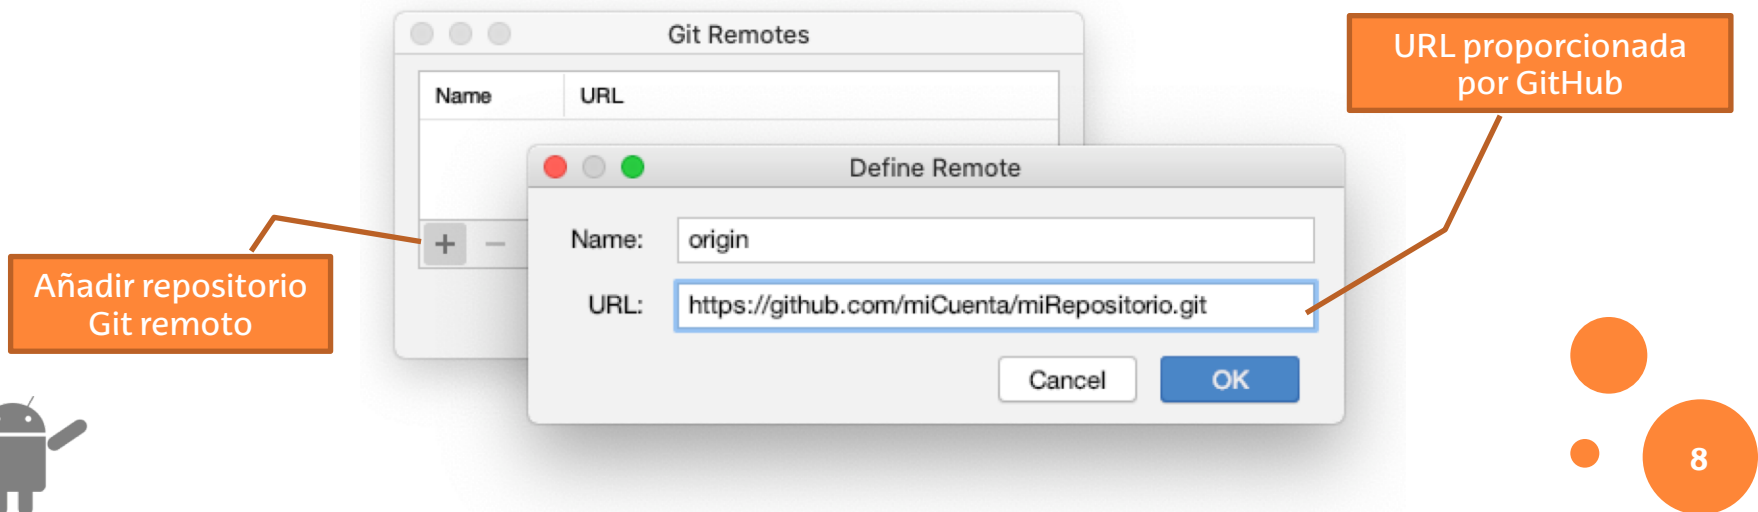 Git Remotes
URL proporcionada
por GitHub
Name URL
Define Remote
Name: origin
Añadir repositorio
Git remoto
URL: https://github.com/miCuenta/miRepositorio.git
Cancel OK
8